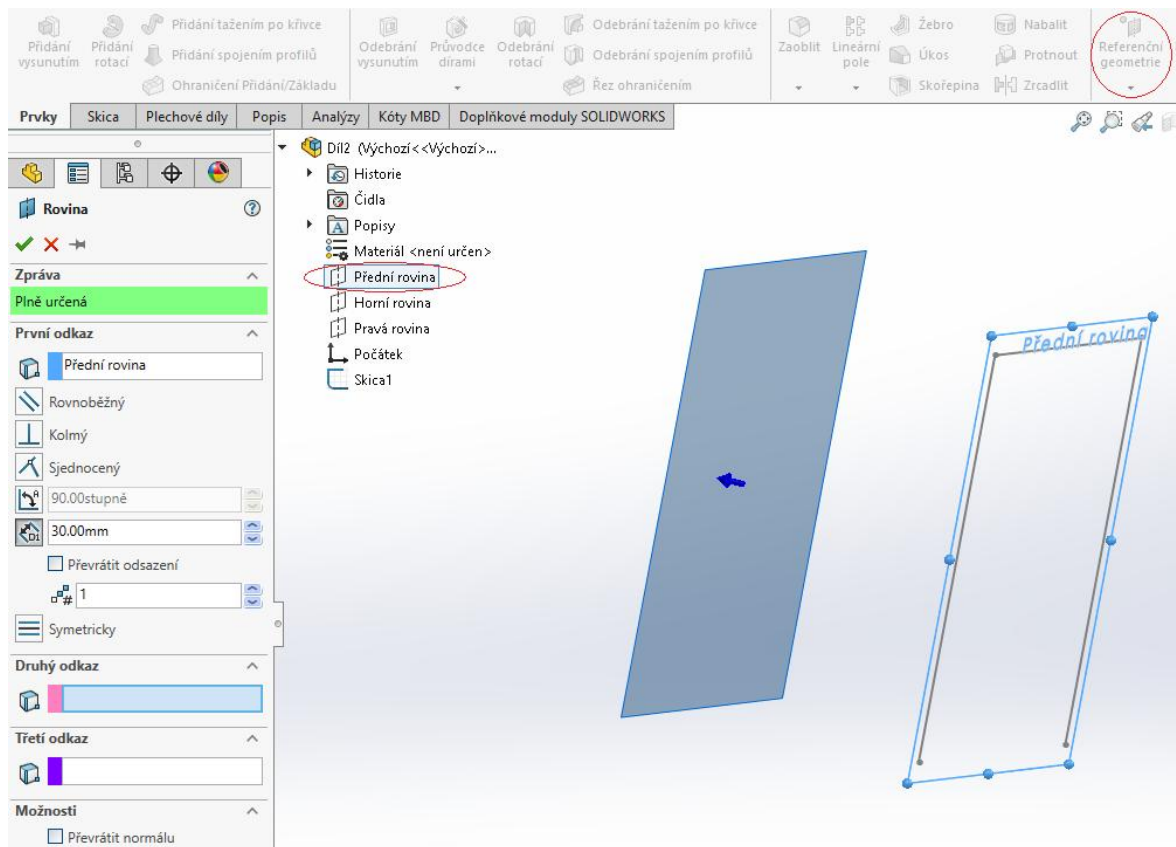 Přidání vysunutím
Přidání rotací
Přidání tažením po křivce
Přidání spojením profilů
Ohraničení Přidání/Základu
Odebrání vysunutím
Průvodce dírami
Odebrání rotací
Odebrání tažením po křivce
Odebrání spojením profilů
Řez ohraničením
Zaoblit
Lineární pole
Žebro
Úkos
Skořepina
Nabalit
Protnout
Zrcadlit
Referenční geometrie
Prvky Skica Plechové díly Popis Analýzy Kóty MBD Doplňkové moduly SOLIDWORKS
Rovina
Zpráva
Plně určená
První odkaz
Přední rovina
Rovnoběžný
Kolmý
Sjednocený
90.00stupně
30.00mm
Převrátit odsazení
1
Symetricky
Druhý odkaz
Třetí odkaz
Možnosti
Převrátit normálu
Díl2 (Výchozí<<Výchozí>...
Historie
Čidla
Popisy
Materiál <není určen>
Přední rovina
Horní rovina
Pravá rovina
Počátek
Skica1
Přední rovina